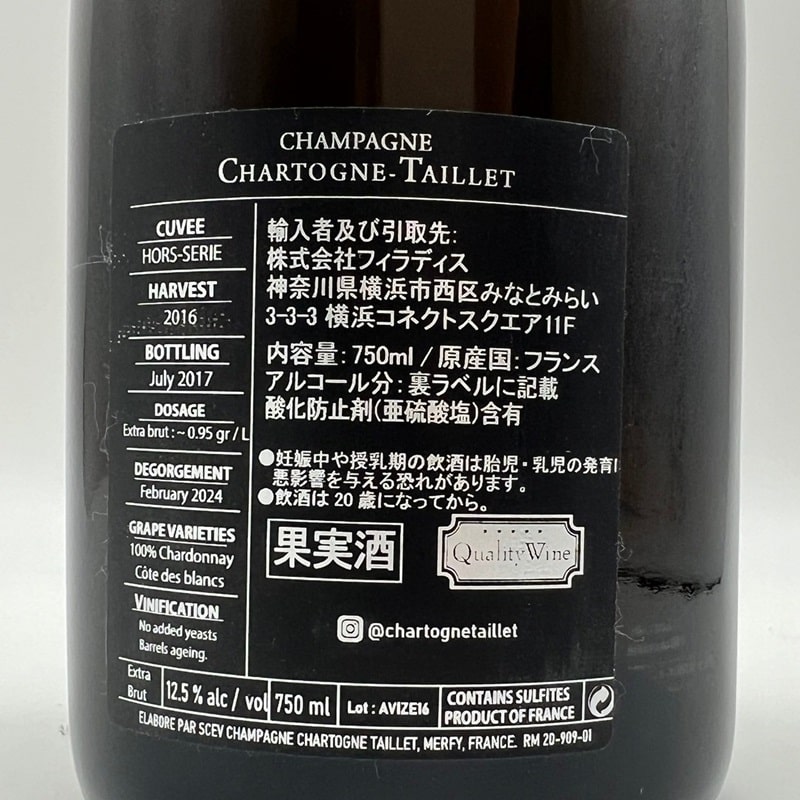 CHAMPAGNE
CHARTOGNE-TAILLET
CUVEE
HORS-SERIE
HARVEST
2016
BOTTLING
July 2017
DOSAGE
Extra brut : ~ 0.95 gr / L
DEGORGEMENT
February 2024
GRAPE VARIETIES
100% Chardonnay
Côte des blancs
VINIFICATION
No added yeasts
Barrels ageing.
輸入者及び引取先:
株式会社フィラディス
神奈川県横浜市西区みなとみらい
3-3-3 横浜コネクトスクエア11F
内容量: 750ml / 原産国: フランス
アルコール分: 裏ラベルに記載
酸化防止剤(亜硫酸塩)含有
●妊娠中や授乳期の飲酒は胎児・乳児の発育に
悪影響を与える恐れがあります。
●飲酒は20歳になってから。
果実酒
Quality Wine
@chartognetaillet
Extra
Brut
12.5 % alc / vol
750 ml
Lot : AVIZE16
CONTAINS SULFITES
PRODUCT OF FRANCE
ELABORE PAR SCEV CHAMPAGNE CHARTOGNE TAILLET, MERFY, FRANCE. RM 20-909-01